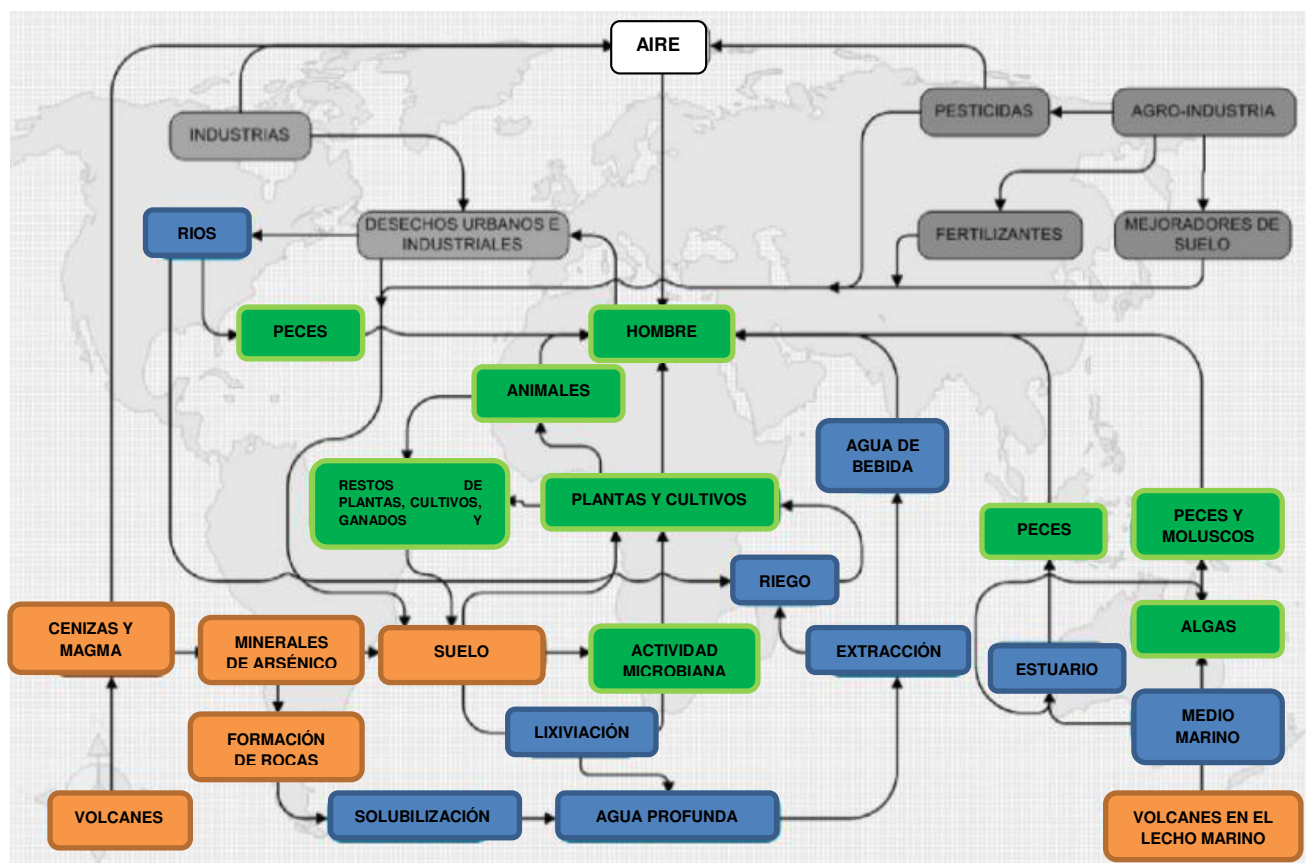 AIRE
INDUSTRIAS
PESTICIDAS
AGRO-INDUSTRIA
RIOS
DESECHOS URBANOS E
INDUSTRIALES
FERTILIZANTES
MEJORADORES DE
SUELO
PECES
HOMBRE
ANIMALES
AGUA DE
BEBIDA
RESTOS DE
PLANTAS, CULTIVOS,
GANADOS Y
PLANTAS Y CULTIVOS
PECES
PECES Y
MOLUSCOS
RIEGO
CENIZAS Y
MAGMA
MINERALES
DE ARSÉNICO
SUELO
ACTIVIDAD
MICROBIANA
EXTRACCIÓN
ESTUARIO
ALGAS
FORMACIÓN
DE ROCAS
LIXIVIACIÓN
MEDIO
MARINO
VOLCANES
SOLUBILIZACIÓN
AGUA PROFUNDA
VOLCANES EN EL
LECHO MARINO